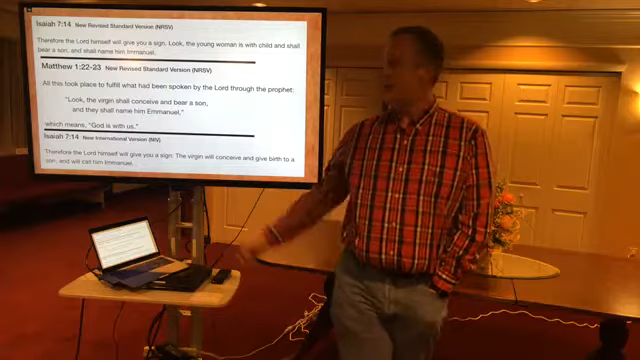 Isaiah 7:14 New Revised Standard Version (NRSV)
Therefore the Lord himself will give you a sign. Look, the young woman is with child and shall
bear a son, and shall name him Immanuel.
Matthew 1:22-23 New Revised Standard Version (NRSV)
All this took place to fulfill what had been spoken by the Lord through the prophet:
"Look, the virgin shall conceive and bear a son,
and they shall name him Emmanuel,"
which means, "God is with us."
Isaiah 7:14 New International Version (NIV)
Therefore the Lord himself will give you a sign: The virgin will conceive and give birth to a
son, and will call him Immanuel.